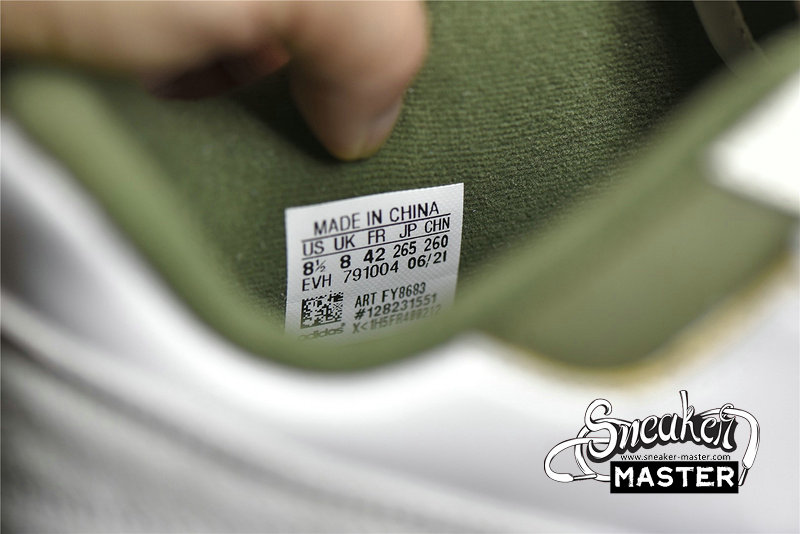 MADE IN CHINA
US UK FR JP CHN
8½ 8 42 265 260
EVH 791004 06/21
ART FY8683
#128231551
adidas
Sneaker
www.sneaker-master.com
MASTER